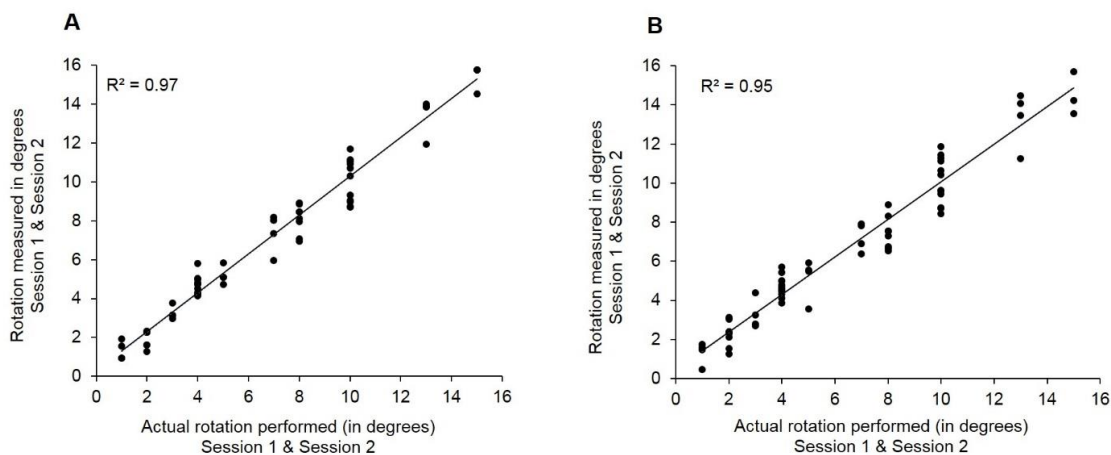 A
R² = 0.97
Rotation measured in degrees
Session 1 & Session 2
16
14
12
10
8
6
4
2
0
0 2 4 6 8 10 12 14 16
Actual rotation performed (in degrees)
Session 1 & Session 2
B
R² = 0.95
Rotation measured in degrees
Session 1 & Session 2
16
14
12
10
8
6
4
2
0
0 2 4 6 8 10 12 14 16
Actual rotation performed (in degrees)
Session 1 & Session 2